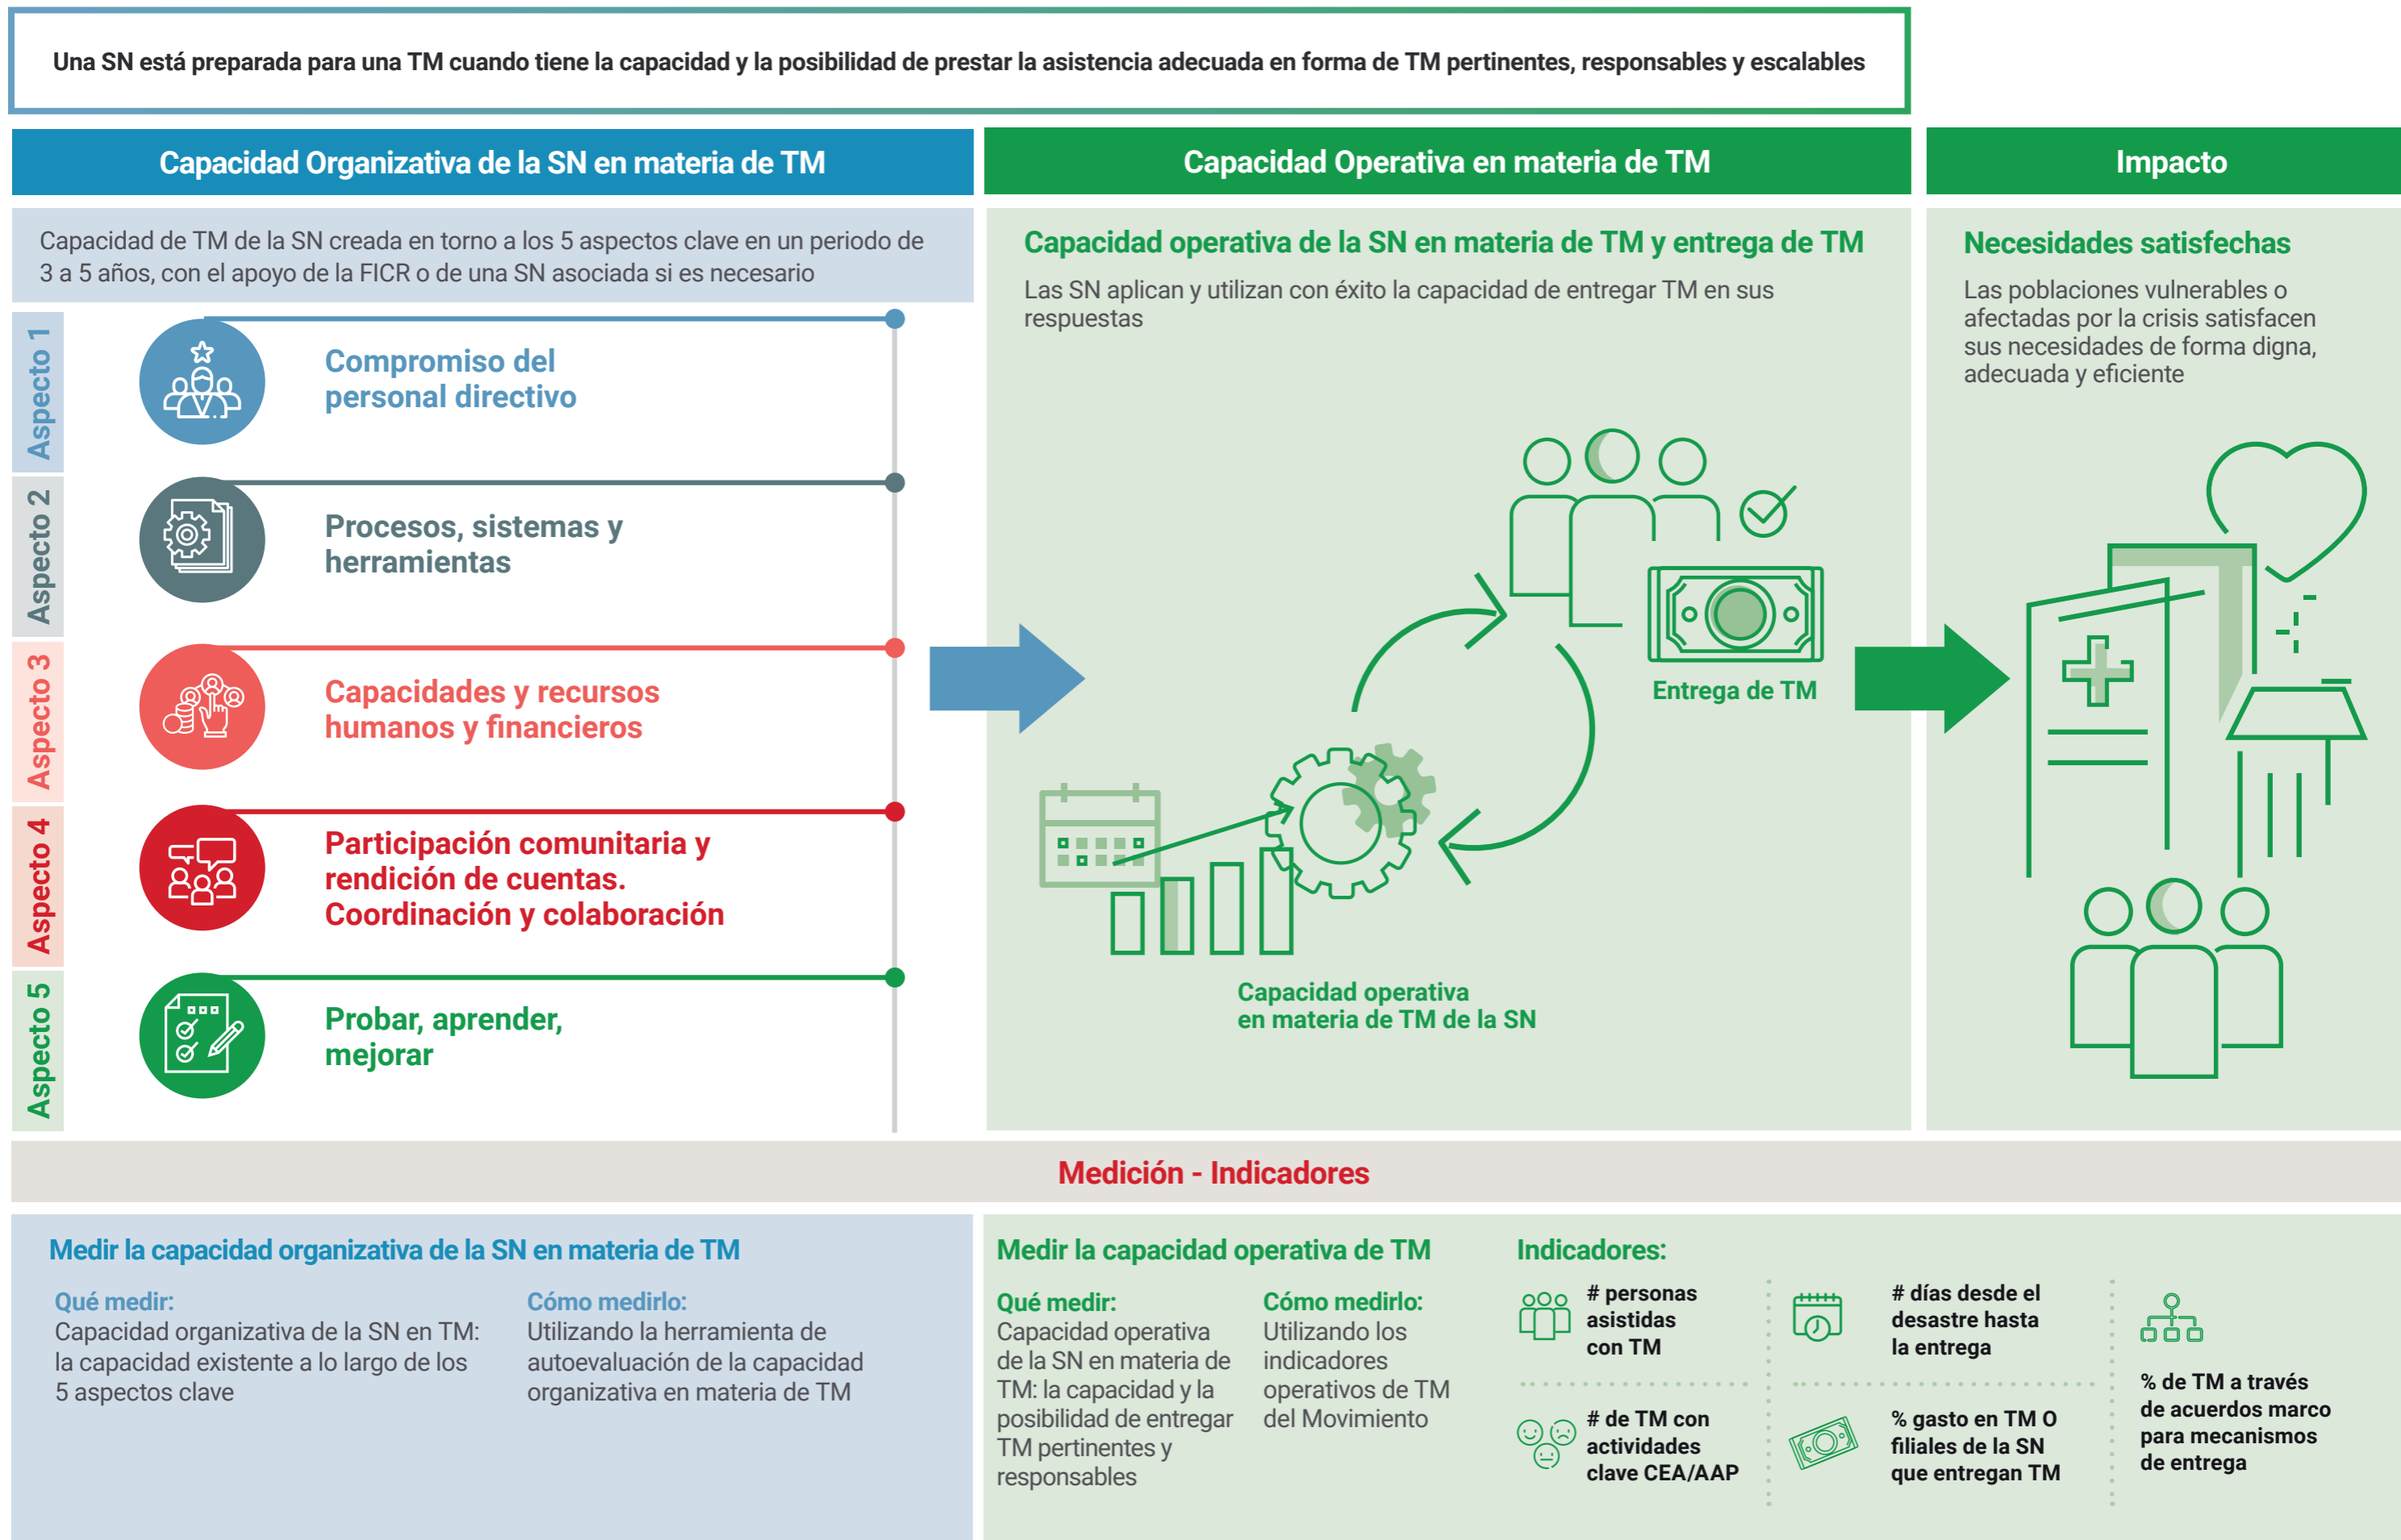 Una SN está preparada para una TM cuando tiene la capacidad y la posibilidad de prestar la asistencia adecuada en forma de TM pertinentes, responsables y escalables
Capacidad Organizativa de la SN en materia de TM
Capacidad de TM de la SN creada en torno a los 5 aspectos clave en un periodo de
3 a 5 años, con el apoyo de la FICR o de una SN asociada si es necesario
Aspecto 1
Compromiso del
personal directivo
Aspecto 2
Procesos, sistemas y
herramientas
Aspecto 3
Capacidades y recursos
humanos y financieros
Aspecto 4
Participación comunitaria y
rendición de cuentas.
Coordinación y colaboración
Aspecto 5
Probar, aprender,
mejorar
Capacidad Operativa en materia de TM
Capacidad operativa de la SN en materia de TM y entrega de TM
Las SN aplican y utilizan con éxito la capacidad de entregar TM en sus
respuestas
Entrega de TM
Capacidad operativa
en materia de TM de la SN
Impacto
Necesidades satisfechas
Las poblaciones vulnerables o
afectadas por la crisis satisfacen
sus necesidades de forma digna,
adecuada y eficiente
Medición - Indicadores
Medir la capacidad organizativa de la SN en materia de TM
Qué medir:
Capacidad organizativa de la SN en TM:
la capacidad existente a lo largo de los
5 aspectos clave
Cómo medirlo:
Utilizando la herramienta de
autoevaluación de la capacidad
organizativa en materia de TM
Medir la capacidad operativa de TM
Qué medir:
Capacidad operativa
de la SN en materia de
TM: la capacidad y la
posibilidad de entregar
TM pertinentes y
responsables
Cómo medirlo:
Utilizando los
indicadores
operativos de TM
del Movimiento
Indicadores:
# personas
asistidas
con TM
# de TM con
actividades
clave CEA/AAP
# días desde el
desastre hasta
la entrega
% gasto en TM O
filiales de la SN
que entregan TM
% de TM a través
de acuerdos marco
para mecanismos
de entrega